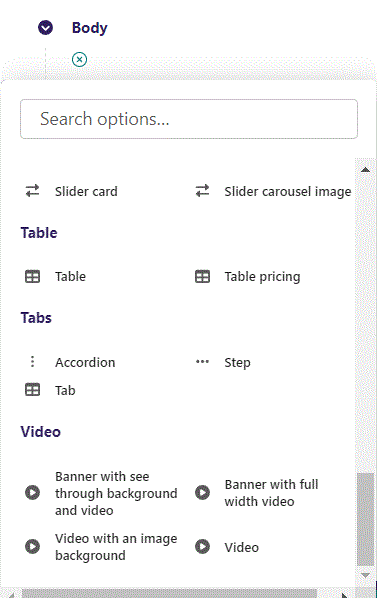 Body
Search options...
Slider card
Slider carousel image
Table
Table
Table pricing
Tabs
Accordion
Step
Tab
Video
Banner with see
through background
and video
Banner with full
width video
Video with an image
background
Video